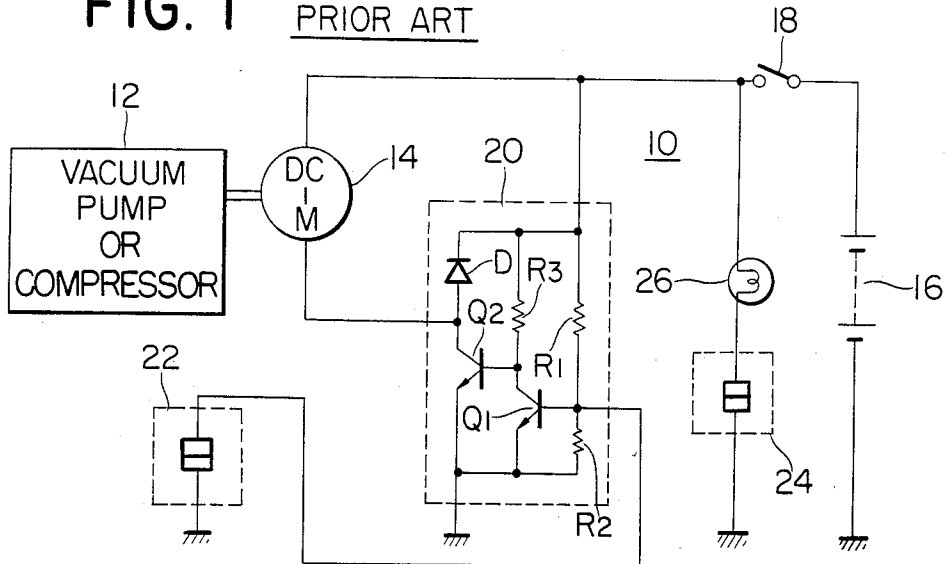 FIG. 1 PRIOR ART
18
12
VACUUM
PUMP
OR
COMPRESSOR
DC
M
14
20
10
D
R3
Q2
R1
Q1
R2
26
16
22
24